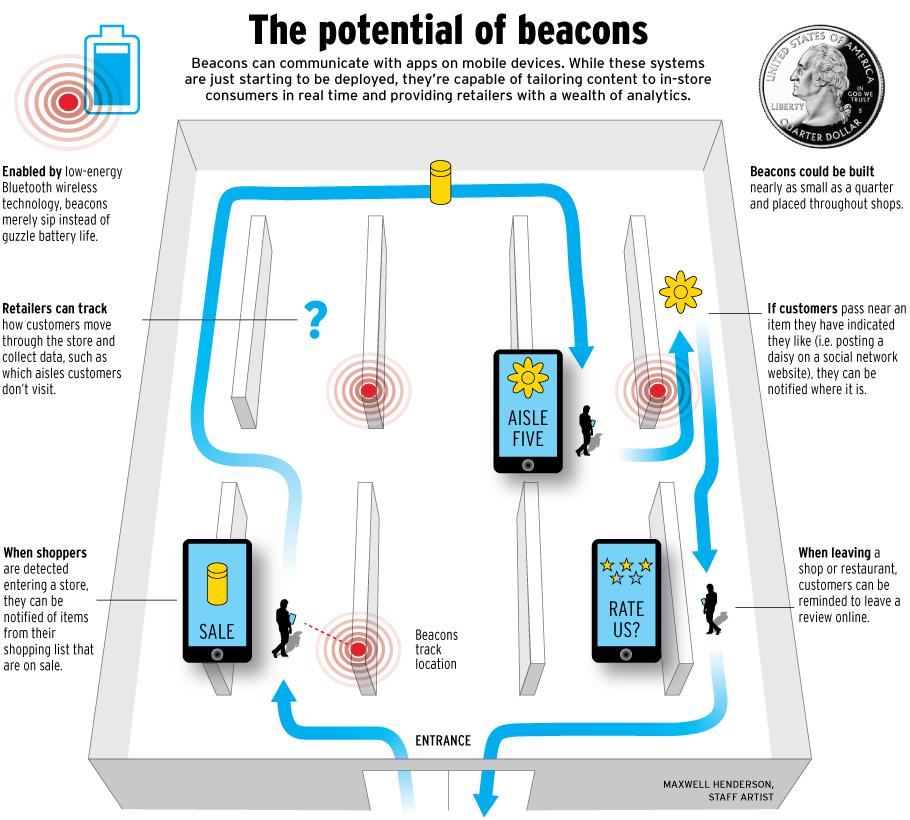 The potential of beacons
Beacons can communicate with apps on mobile devices. While these systems
are just starting to be deployed, they're capable of tailoring content to in-store
consumers in real time and providing retailers with a wealth of analytics.
UNITED STATES OF AMERICA
LIBERTY
IN
GOD WE
TRUST
S
QUARTER DOLLAR
Enabled by low-energy
Bluetooth wireless
technology, beacons
merely sip instead of
guzzle battery life.
Beacons could be built
nearly as small as a quarter
and placed throughout shops.
Retailers can track
how customers move
through the store and
collect data, such as
which aisles customers
don't visit.
?
If customers pass near an
item they have indicated
they like (i.e. posting a
daisy on a social network
website), they can be
notified where it is.
AISLE
FIVE
When shoppers
are detected
entering a store,
they can be
notified of items
from their
shopping list that
are on sale.
SALE
Beacons
track
location
RATE
US?
When leaving a
shop or restaurant,
customers can be
reminded to leave a
review online.
ENTRANCE
MAXWELL HENDERSON,
STAFF ARTIST